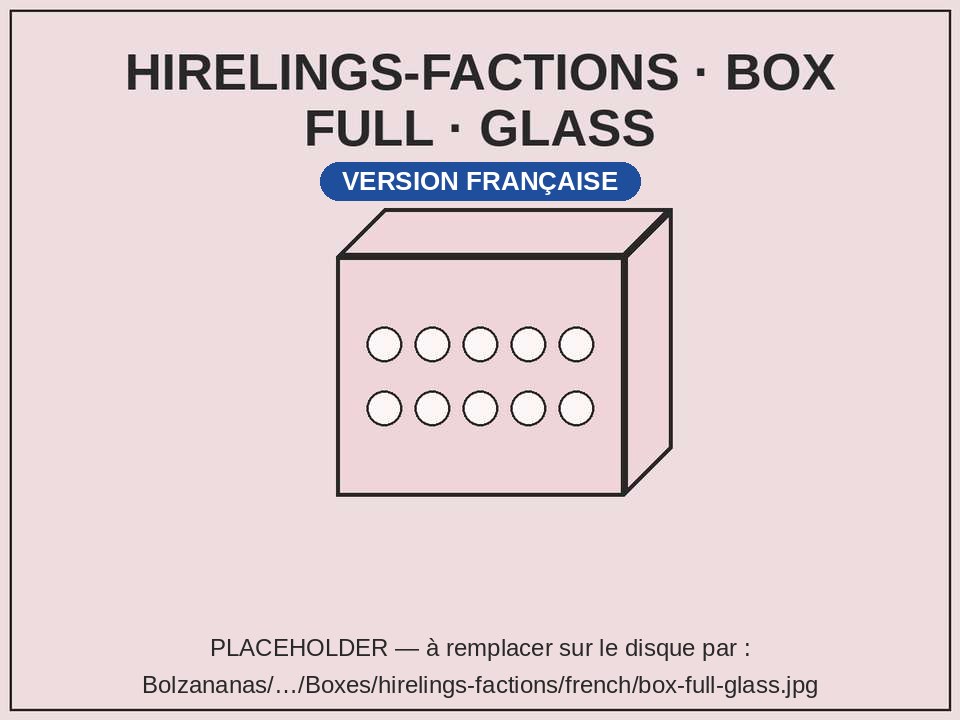 HIRELINGS-FACTIONS · BOX
FULL · GLASS
VERSION FRANÇAISE
PLACEHOLDER — à remplacer sur le disque par :
Bolzananas/…/Boxes/hirelings-factions/french/box-full-glass.jpg